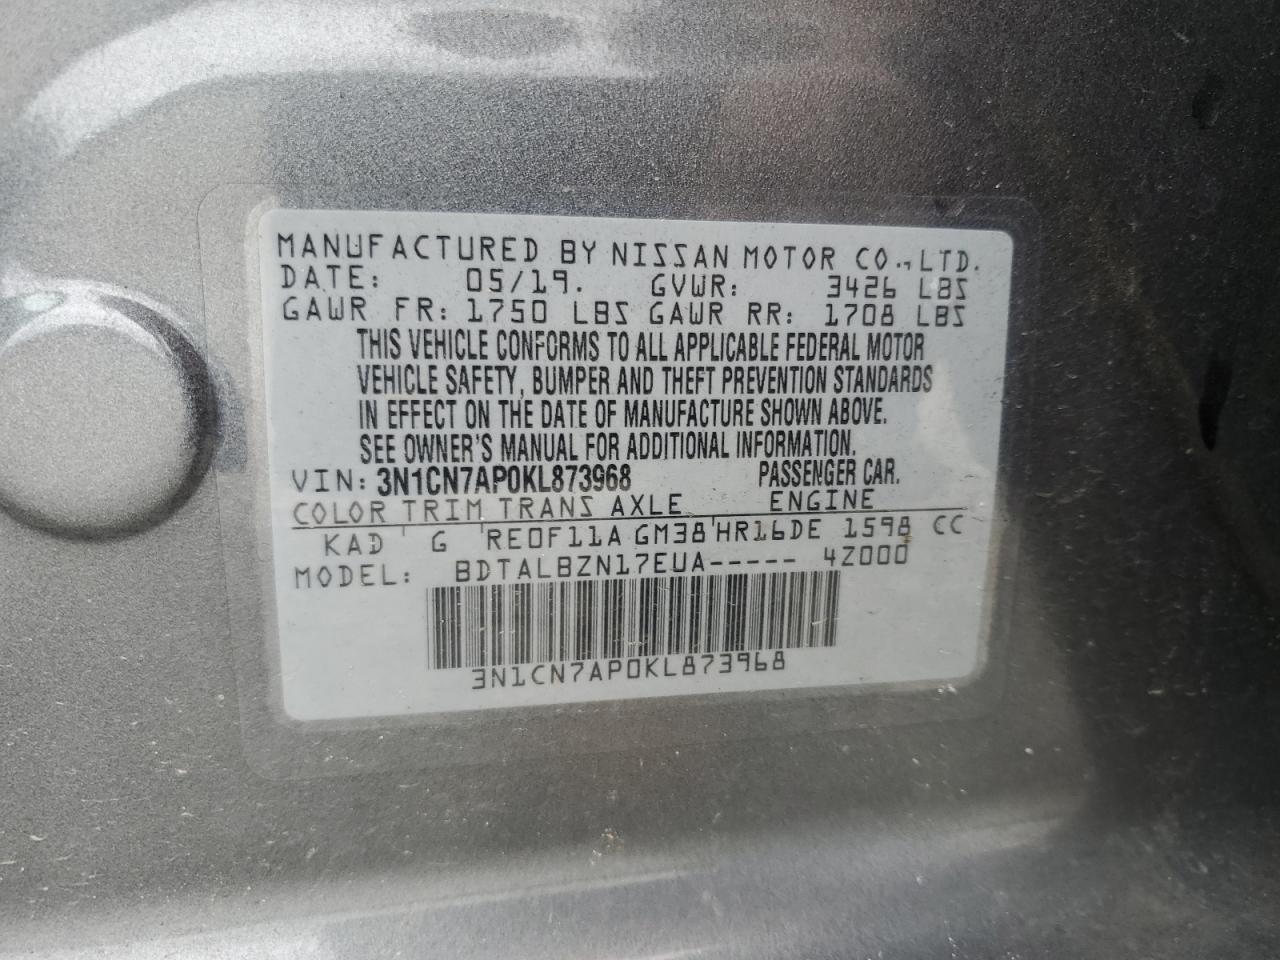 MANUFACTURED BY NISSAN MOTOR CO.,LTD.
DATE: 05/19. GVWR: 3426 LBS
GAWR FR: 1750 LBS GAWR RR: 1708 LBS
THIS VEHICLE CONFORMS TO ALL APPLICABLE FEDERAL MOTOR
VEHICLE SAFETY, BUMPER AND THEFT PREVENTION STANDARDS
IN EFFECT ON THE DATE OF MANUFACTURE SHOWN ABOVE.
SEE OWNER'S MANUAL FOR ADDITIONAL INFORMATION.
VIN: 3N1CN7AP0KL873968 PASSENGER CAR.
COLOR TRIM TRANS AXLE ENGINE
KAD G RE0F11A GM38 HR16DE 1598 CC
MODEL: BDTALBZN17EUA----- 4Z000
3N1CN7AP0KL873968